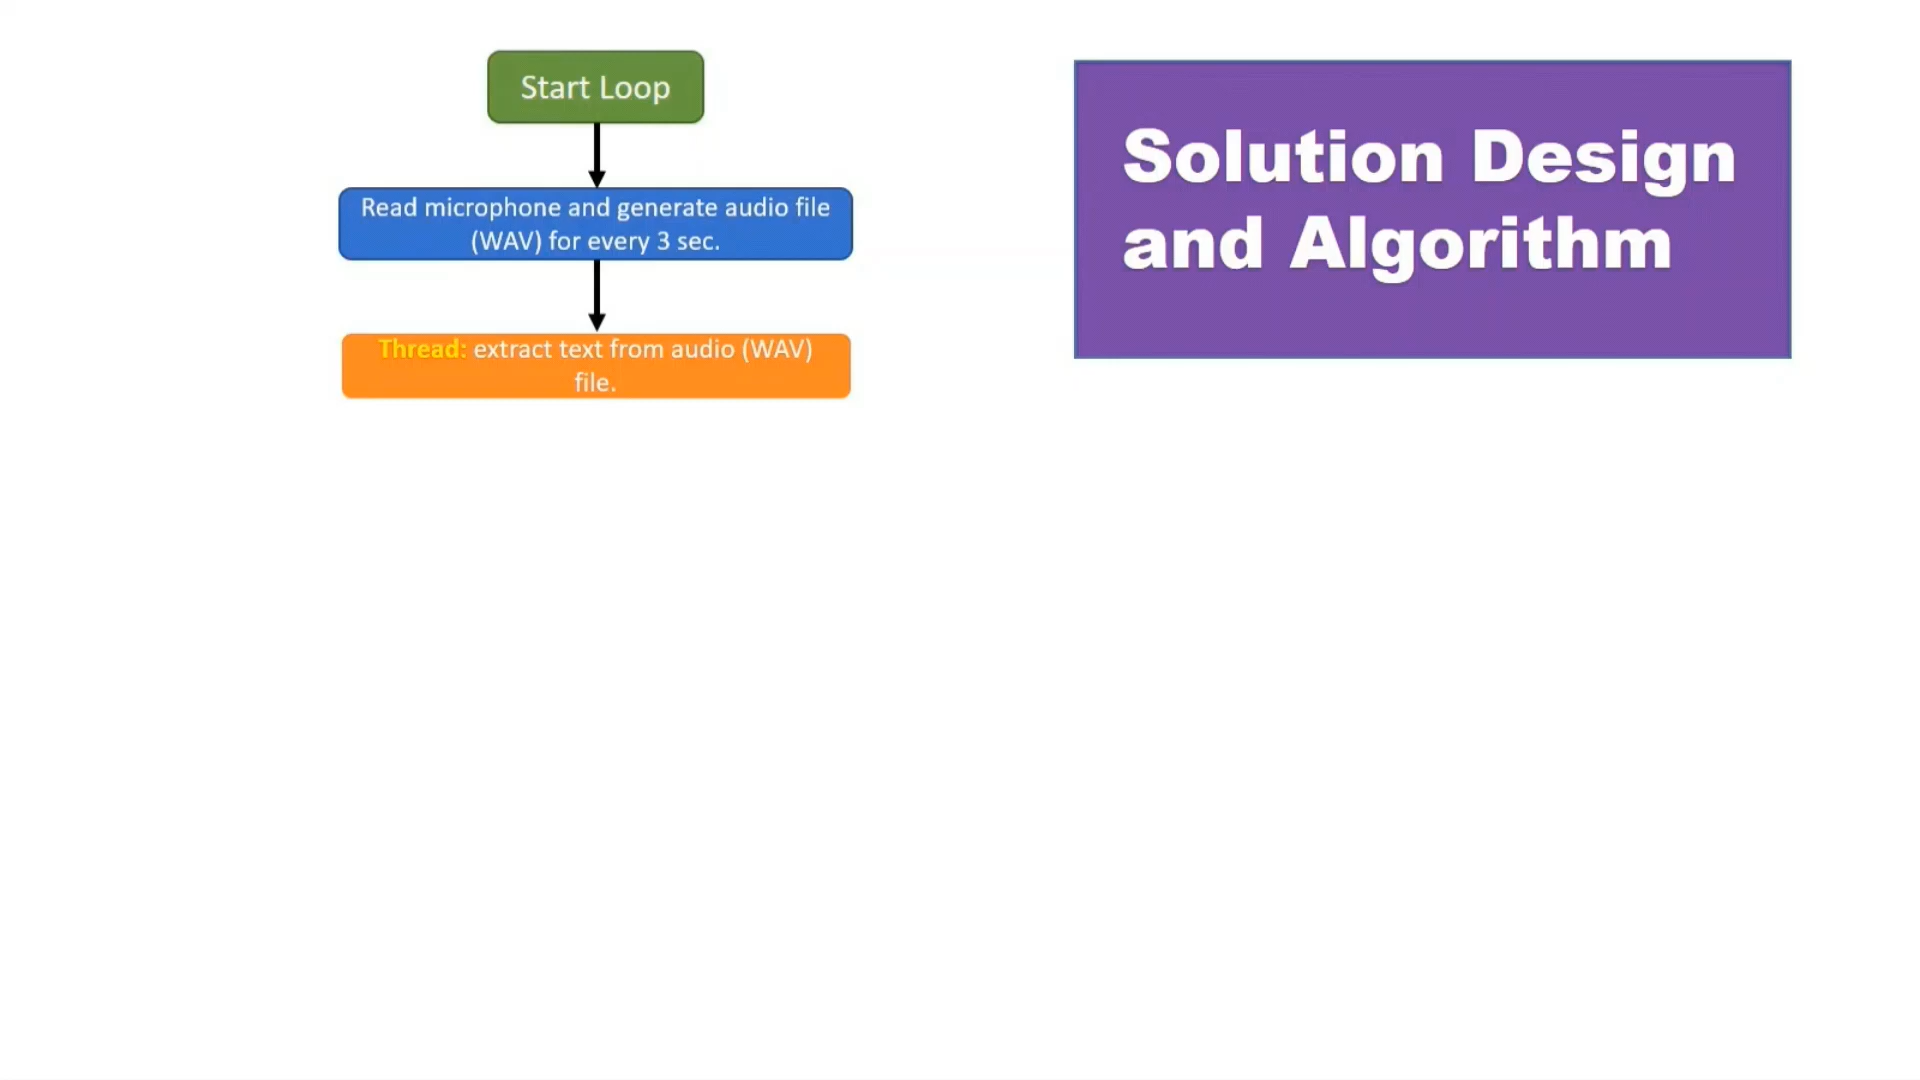 Start Loop
Read microphone and generate audio file
(WAV) for every 3 sec.
Thread: extract text from audio (WAV)
file.
Solution Design
and Algorithm